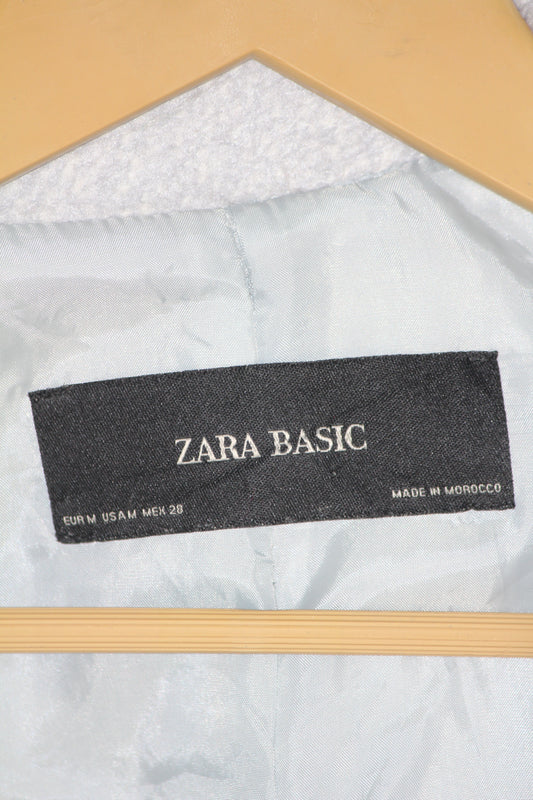 ZARA BASIC
EUR M USA M MEX 28
MADE IN MOROCCO